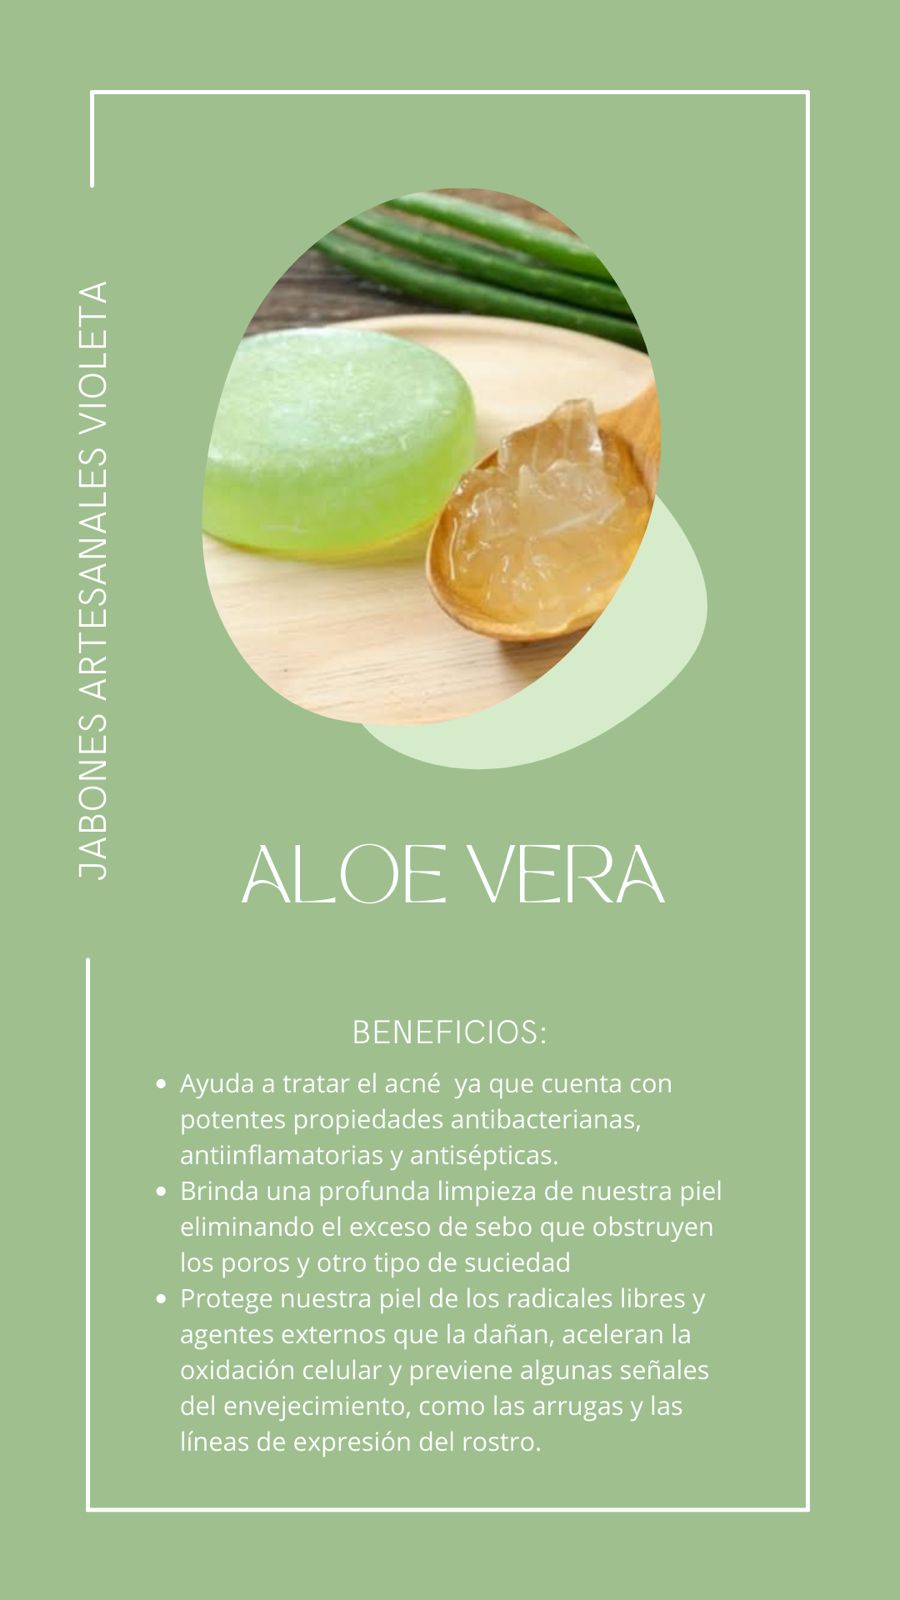 JABONES ARTESANALES VIOLETA
ALOE VERA
BENEFICIOS:
• Ayuda a tratar el acné  ya que cuenta con
potentes propiedades antibacterianas,
antiinflamatorias y antisépticas.
• Brinda una profunda limpieza de nuestra piel
eliminando el exceso de sebo que obstruyen
los poros y otro tipo de suciedad
• Protege nuestra piel de los radicales libres y
agentes externos que la dañan, aceleran la
oxidación celular y previene algunas señales
del envejecimiento, como las arrugas y las
líneas de expresión del rostro.